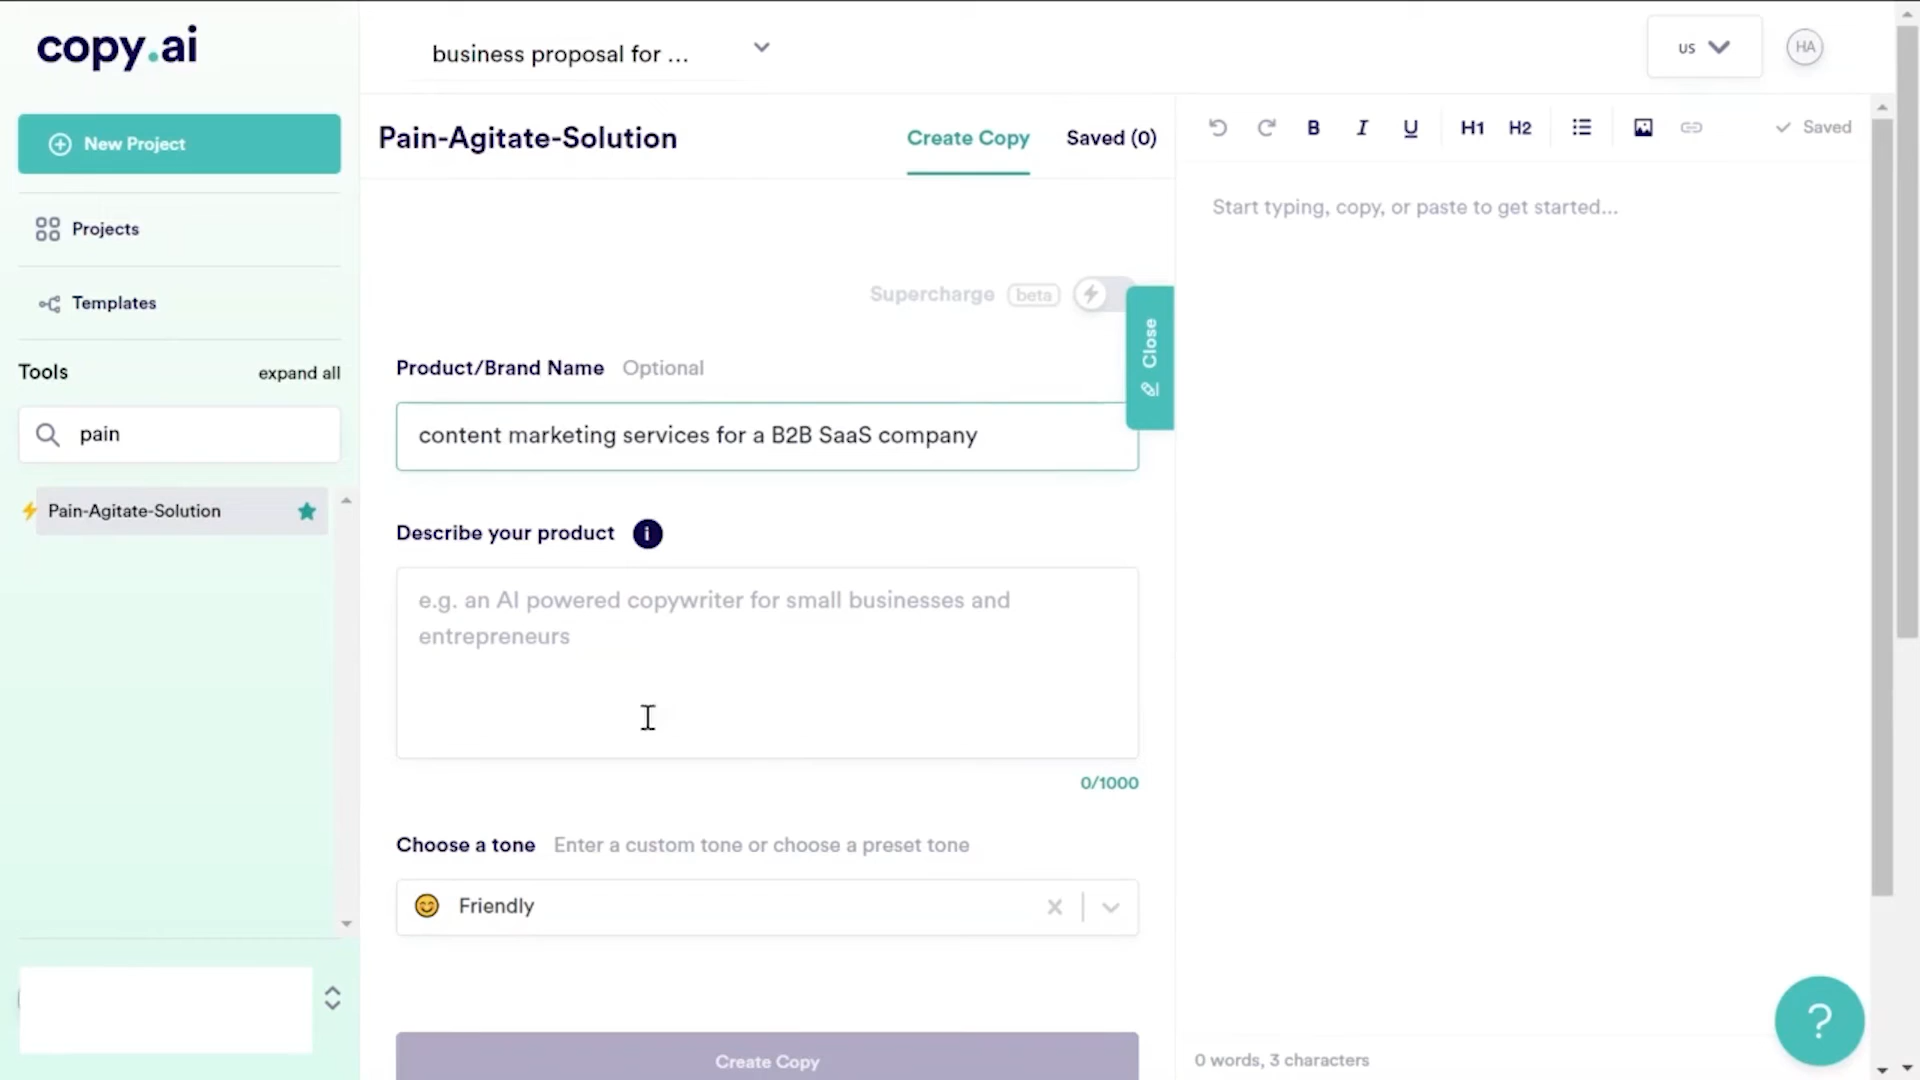 copy.ai
New Project
Projects
Templates
Tools
expand all
pain
Pain-Agitate-Solution
business proposal for ...
US
HA
Pain-Agitate-Solution
Create Copy
Saved (0)
Supercharge beta
Close
Product/Brand Name Optional
content marketing services for a B2B SaaS company
Describe your product i
e.g. an AI powered copywriter for small businesses and
entrepreneurs
0/1000
Choose a tone Enter a custom tone or choose a preset tone
Friendly
Create Copy
B I U H1 H2
Saved
Start typing, copy, or paste to get started...
0 words, 3 characters
?